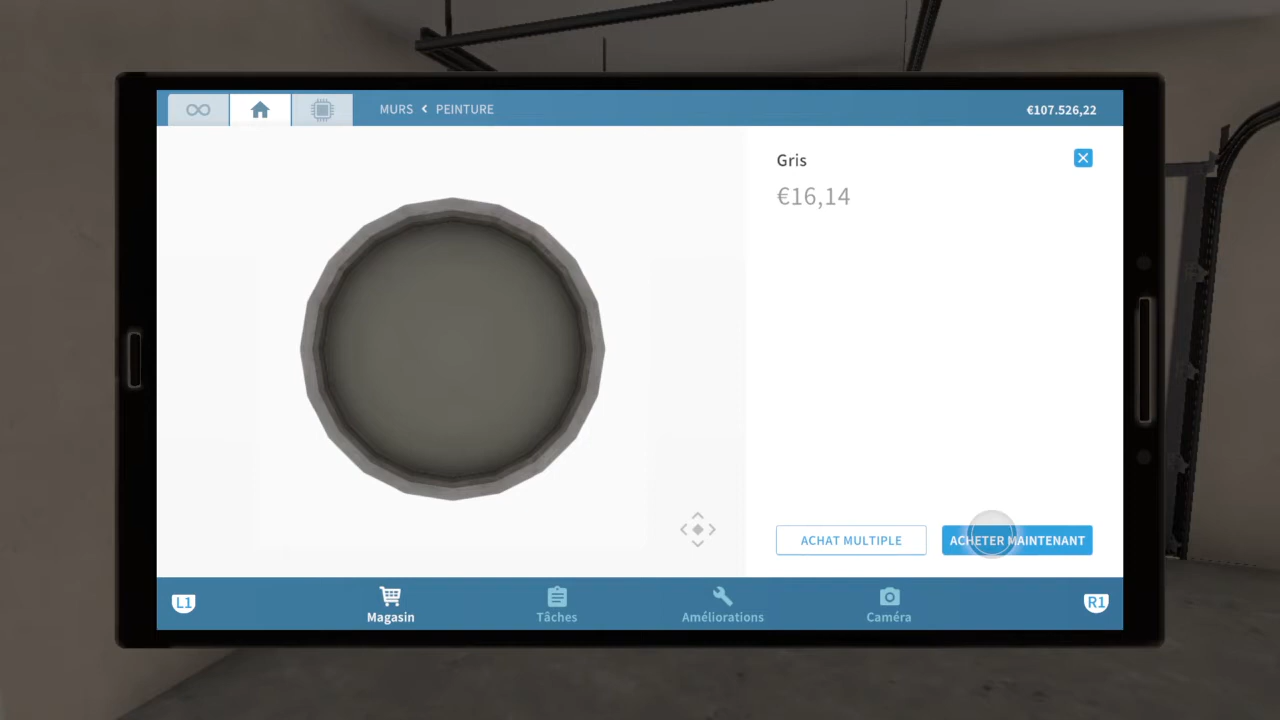 MURS < PEINTURE
€107.526,22
Gris
€16,14
ACHAT MULTIPLE
ACHETER MAINTENANT
L1
Magasin
Tâches
Améliorations
Caméra
R1